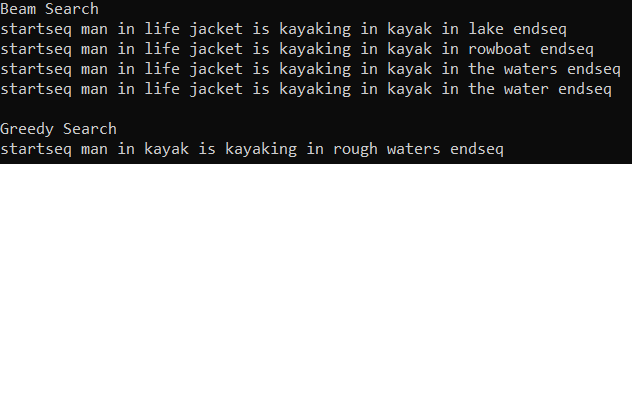 Beam Search
startseq man in life jacket is kayaking in kayak in lake endseq
startseq man in life jacket is kayaking in kayak in rowboat endseq
startseq man in life jacket is kayaking in kayak in the waters endseq
startseq man in life jacket is kayaking in kayak in the water endseq
Greedy Search
startseq man in kayak is kayaking in rough waters endseq